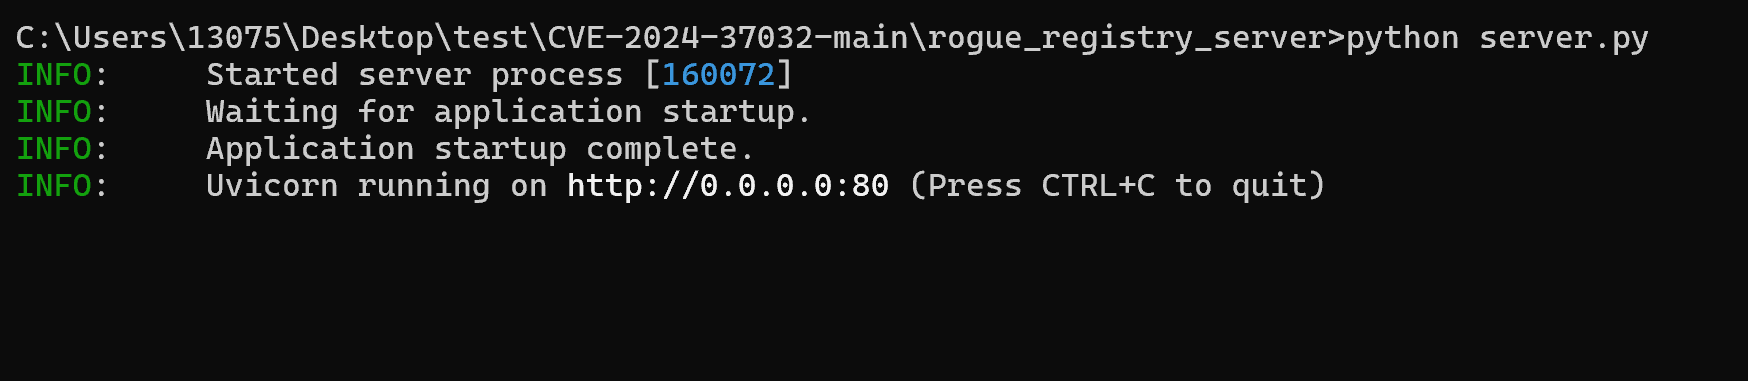 C:\Users\13075\Desktop\test\CVE-2024-37032-main\rogue_registry_server>python server.py
INFO:     Started server process [160072]
INFO:     Waiting for application startup.
INFO:     Application startup complete.
INFO:     Uvicorn running on http://0.0.0.0:80 (Press CTRL+C to quit)